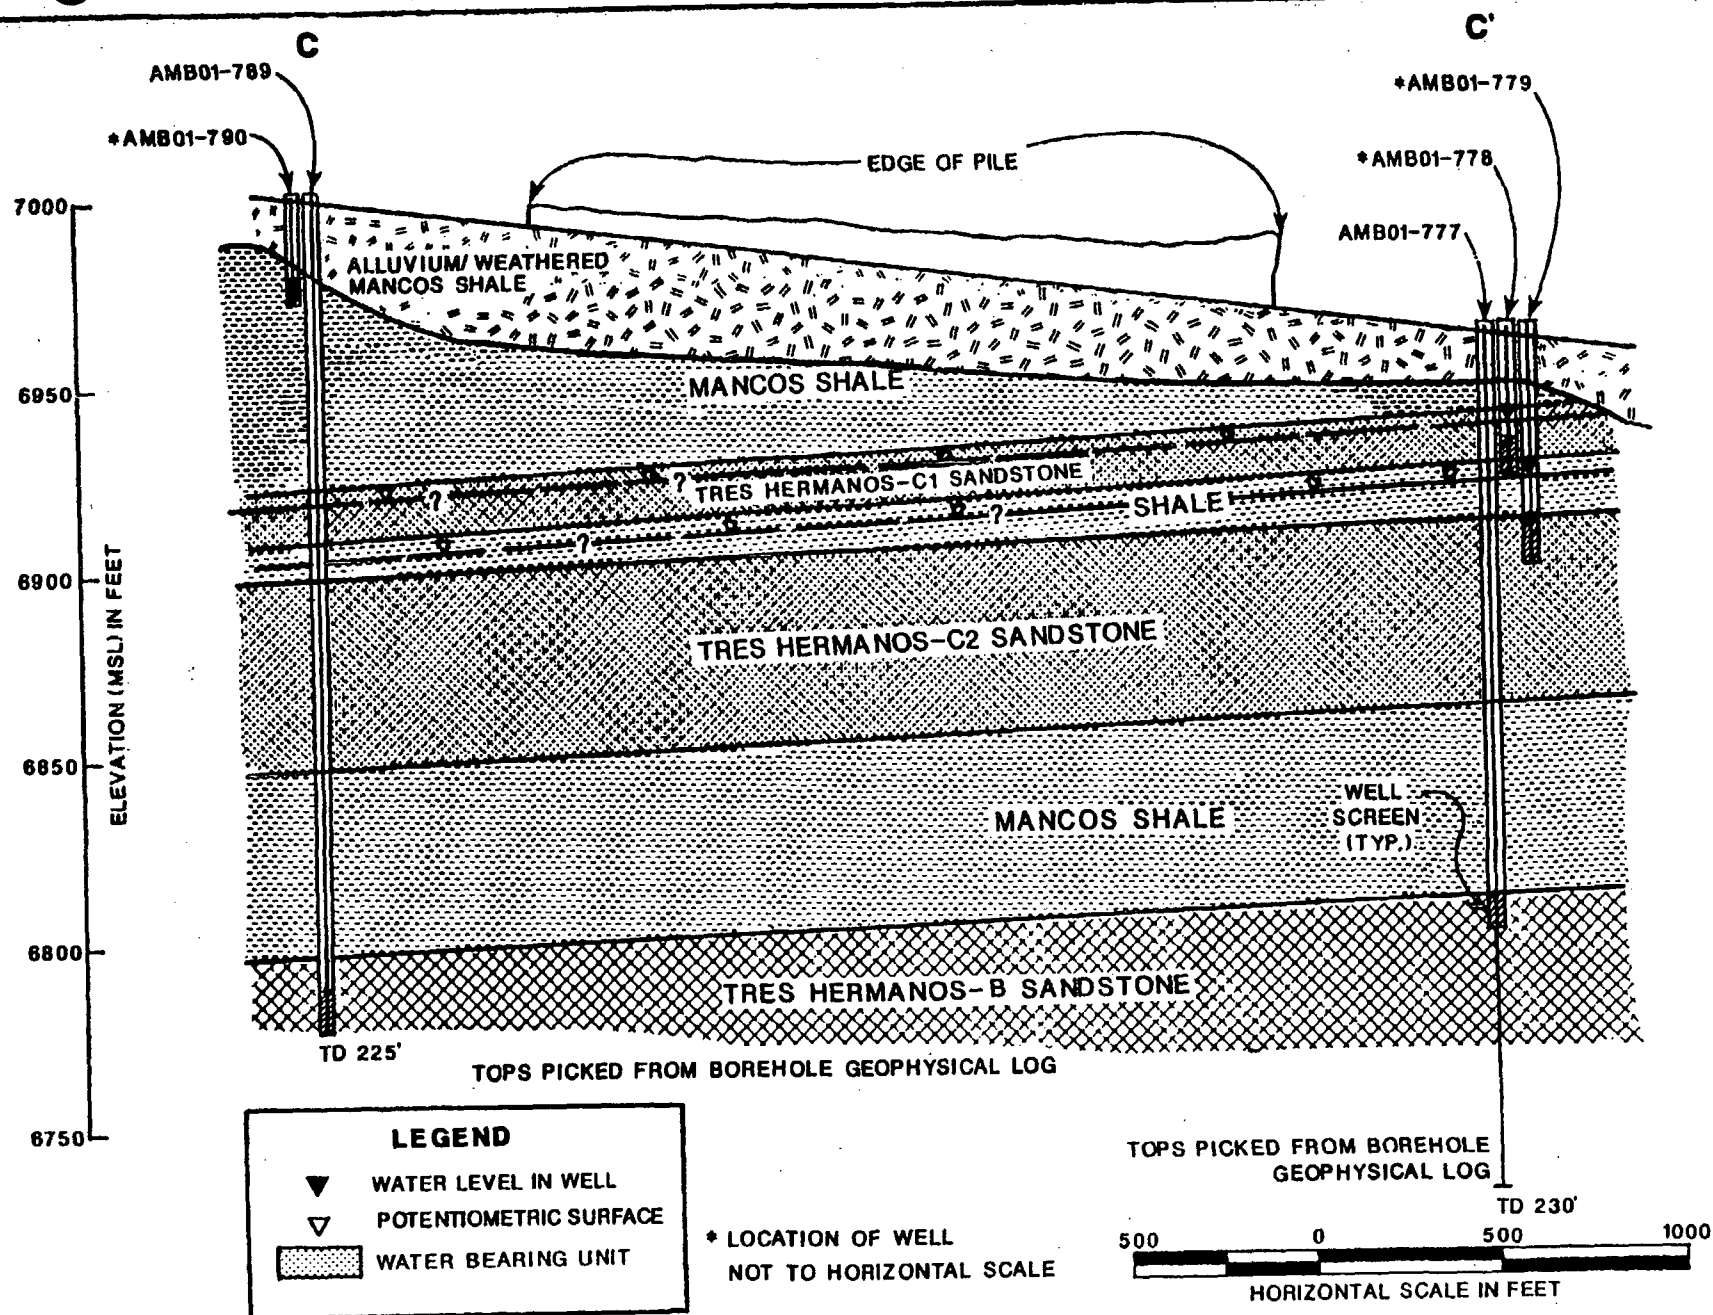 C
C'
AMB01-789
*AMB01-779
*AMB01-790
EDGE OF PILE
*AMB01-778
AMB01-777
7000
ALLUVIUM/WEATHERED
MANCOS SHALE
MANCOS SHALE
6950
?
?
TRES HERMANOS-C1 SANDSTONE
?
?
SHALE
6900
TRES HERMANOS-C2 SANDSTONE
ELEVATION (MSL) IN FEET
6850
MANCOS SHALE
WELL
SCREEN
(TYP.)
6800
TRES HERMANOS-B SANDSTONE
TD 225'
TOPS PICKED FROM BOREHOLE GEOPHYSICAL LOG
6750
LEGEND
WATER LEVEL IN WELL
POTENTIOMETRIC SURFACE
WATER BEARING UNIT
* LOCATION OF WELL
NOT TO HORIZONTAL SCALE
TOPS PICKED FROM BOREHOLE
GEOPHYSICAL LOG
TD 230'
500 0 500 1000
HORIZONTAL SCALE IN FEET